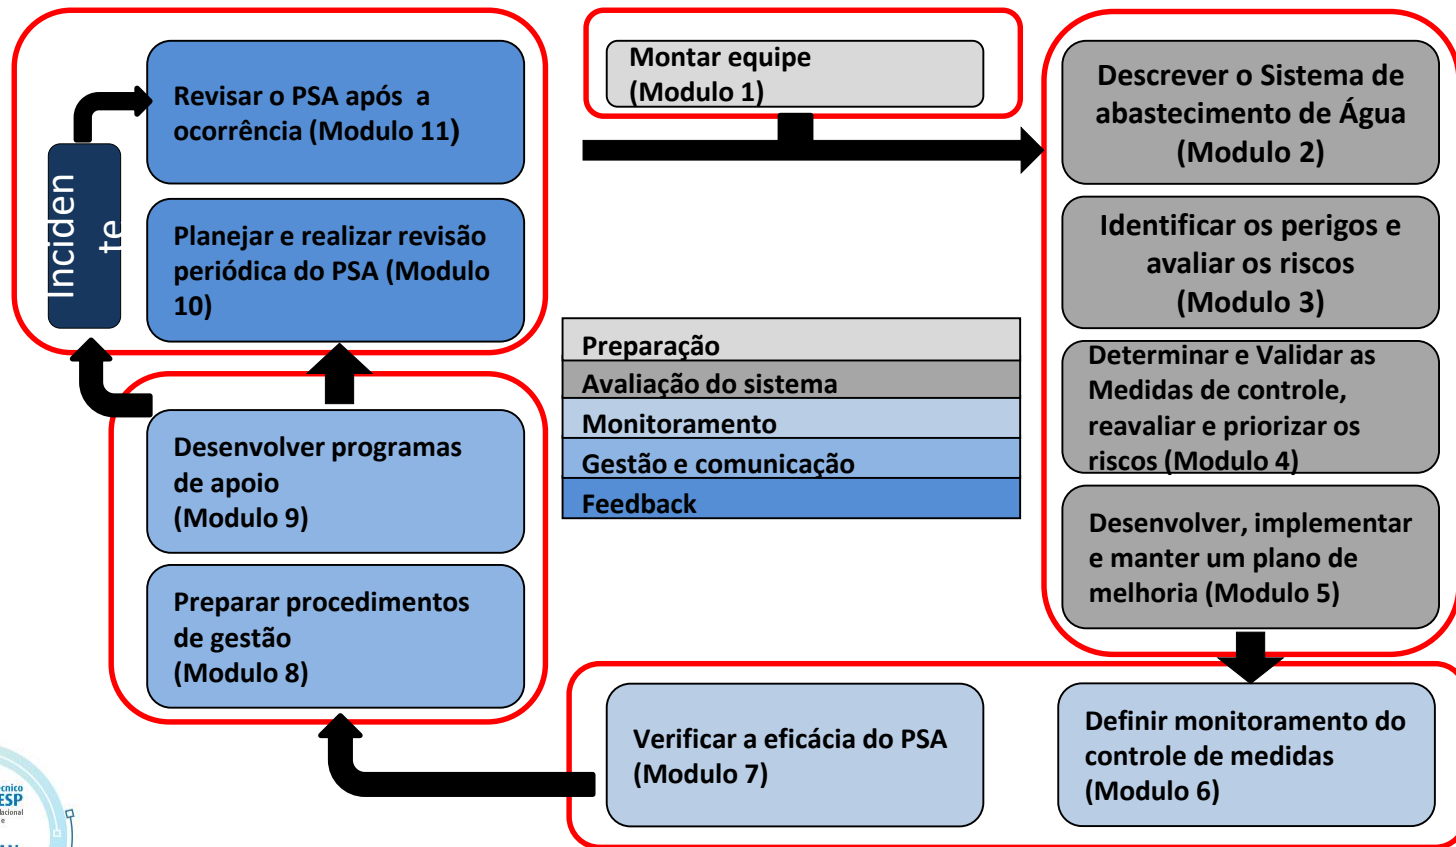 Revisar o PSA após a
ocorrência (Modulo 11)
Inciden
te
Planejar e realizar revisão
periódica do PSA (Modulo
10)
Montar equipe
(Modulo 1)
Descrever o Sistema de
abastecimento de Água
(Modulo 2)
Identificar os perigos e
avaliar os riscos
(Modulo 3)
Determinar e Validar as
Medidas de controle,
reavaliar e priorizar os
riscos (Modulo 4)
Desenvolver, implementar
e manter um plano de
melhoria (Modulo 5)
Preparação
Avaliação do sistema
Monitoramento
Gestão e comunicação
Feedback
Desenvolver programas
de apoio
(Modulo 9)
Preparar procedimentos
de gestão
(Modulo 8)
Verificar a eficácia do PSA
(Modulo 7)
Definir monitoramento do
controle de medidas
(Modulo 6)